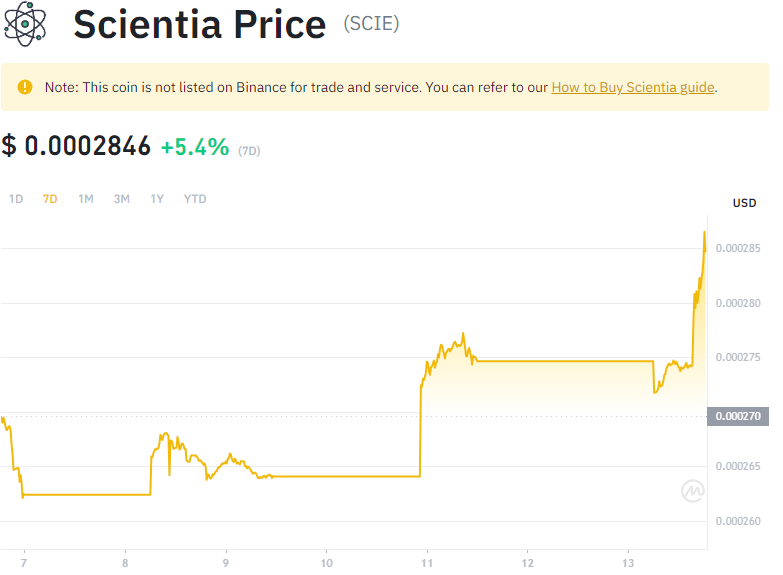 Scientia Price (SCIE)
Note: This coin is not listed on Binance for trade and service. You can refer to our How to Buy Scientia guide.
$ 0.0002846 +5.4% (7D)
1D 7D 1M 3M 1Y YTD
USD
0.000285
0.000280
0.000275
0.000270
0.000265
0.000260
7 8 9 10 11 12 13